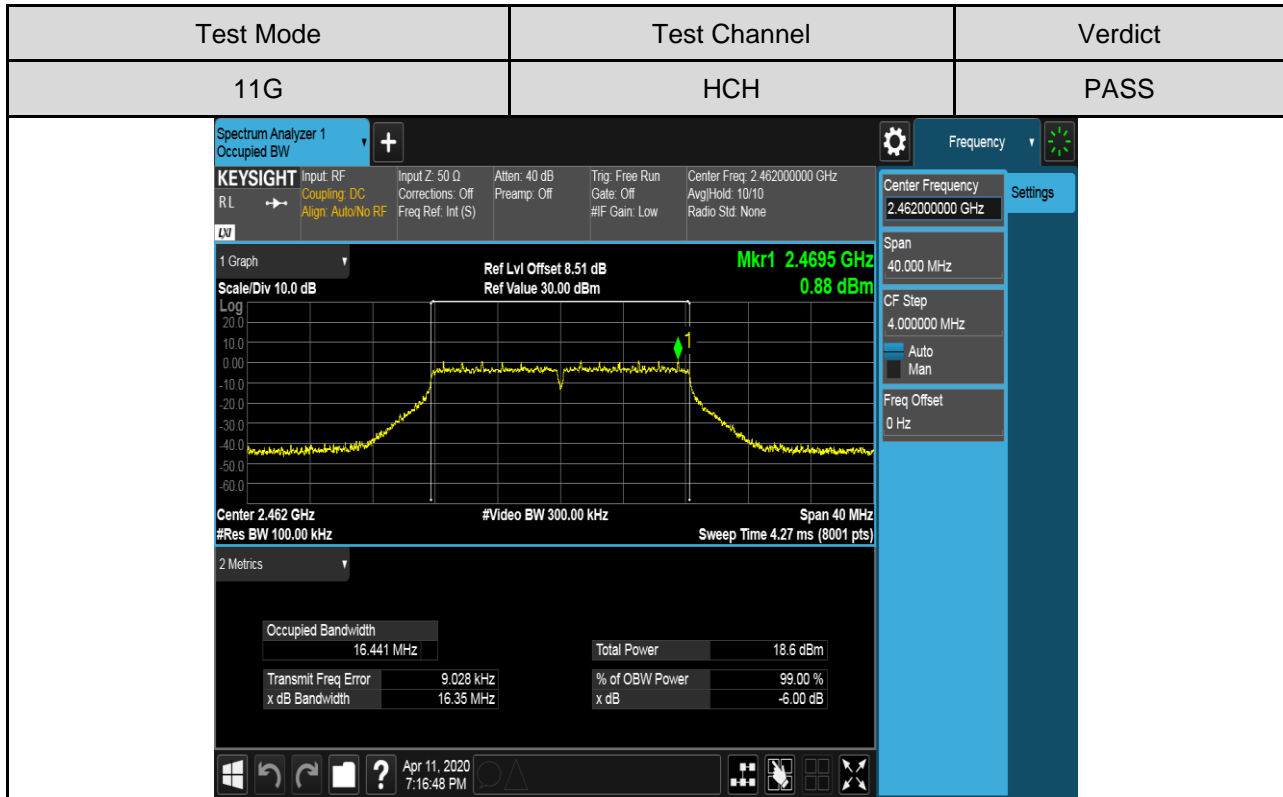 Test Mode Test Channel Verdict
11G HCH PASS
Spectrum Analyzer 1
Occupied BW
+
Frequency
KEYSIGHT
RL
LXI
Input: RF
Coupling: DC
Align: Auto/No RF
Input Z: 50 Ω
Corrections: Off
Freq Ref: Int (S)
Atten: 40 dB
Preamp: Off
Trig: Free Run
Gate: Off
#IF Gain: Low
Center Freq: 2.462000000 GHz
Avg|Hold: 10/10
Radio Std: None
Center Frequency
2.462000000 GHz
Settings
Span
40.000 MHz
CF Step
4.000000 MHz
Auto
Man
Freq Offset
0 Hz
1 Graph
Scale/Div 10.0 dB
Ref Lvl Offset 8.51 dB
Ref Value 30.00 dBm
Mkr1 2.4695 GHz
0.88 dBm
Log
20.0
10.0
0.00
-10.0
-20.0
-30.0
-40.0
-50.0
-60.0
1
Center 2.462 GHz
#Res BW 100.00 kHz
#Video BW 300.00 kHz
Span 40 MHz
Sweep Time 4.27 ms (8001 pts)
2 Metrics
Occupied Bandwidth
16.441 MHz
Total Power 18.6 dBm
Transmit Freq Error 9.028 kHz
% of OBW Power 99.00 %
x dB Bandwidth 16.35 MHz
x dB -6.00 dB
?
Apr 11, 2020
7:16:48 PM